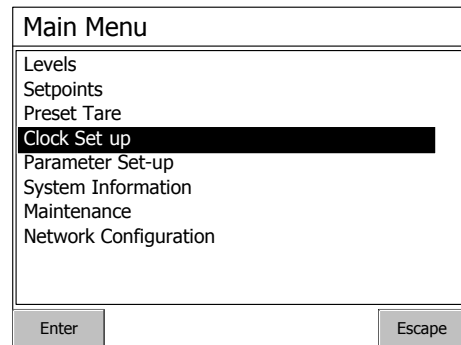 Main Menu
Levels
Setpoints
Preset Tare
Clock Set up
Parameter Set-up
System Information
Maintenance
Network Configuration
Enter
Escape